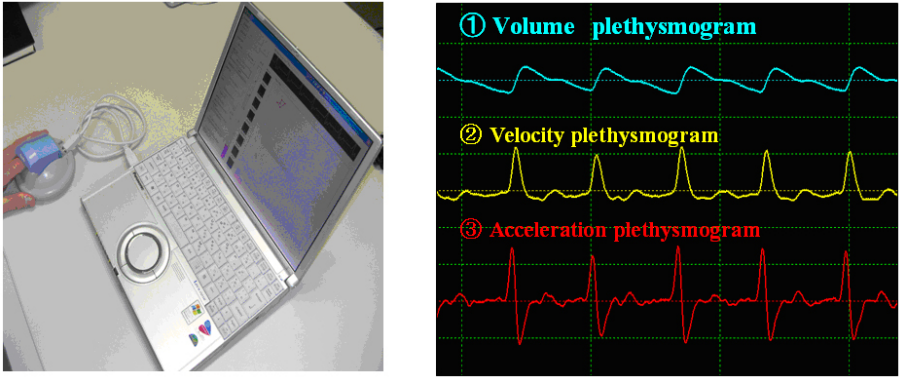 ① Volume plethysmogram
② Velocity plethysmogram
③ Acceleration plethysmogram